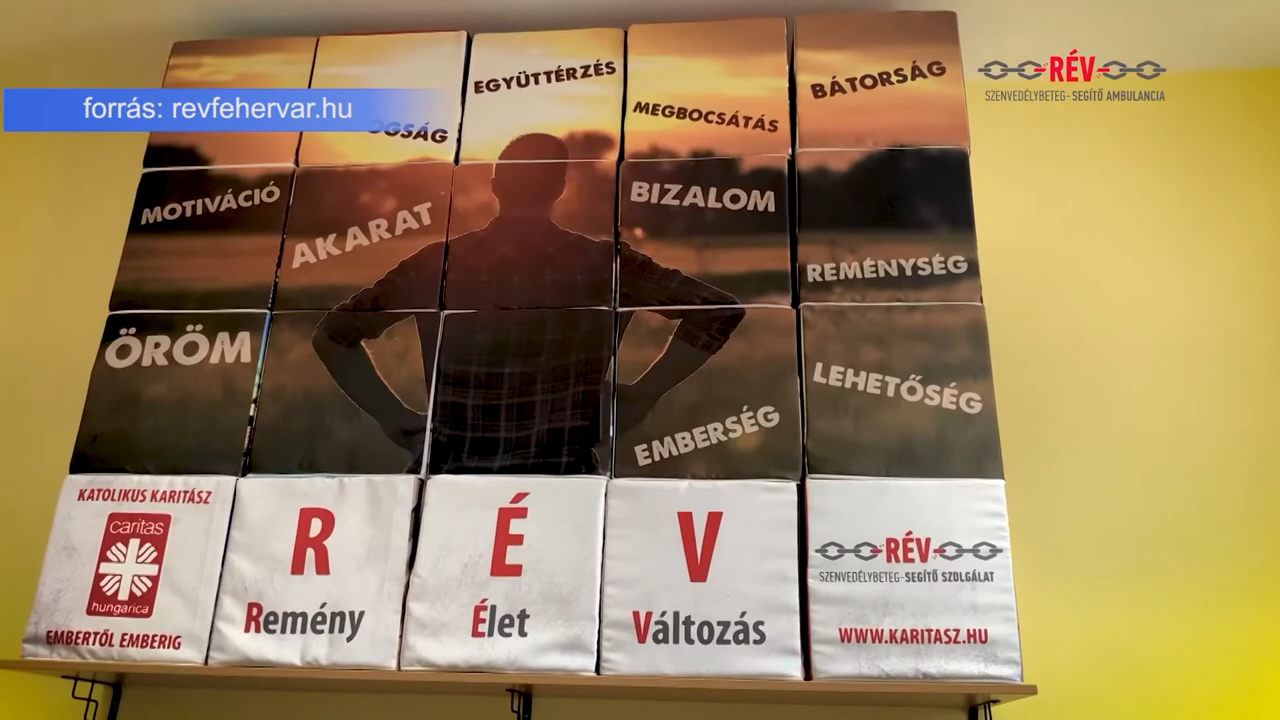 forrás: revfehervar.hu
RÉV
SZENVEDÉLYBETEG- SEGÍTŐ AMBULANCIA
EGYÜTTÉRZÉS
MEGBOCSÁTÁS
BÁTORSÁG
MOTIVÁCIÓ
AKARAT
BIZALOM
REMÉNYSÉG
ÖRÖM
LEHETŐSÉG
EMBERSÉG
KATOLIKUS KARITÁSZ
caritas
hungarica
EMBERTŐL EMBERIG
R
Remény
É
Élet
V
Változás
RÉV
SZENVEDÉLYBETEG-SEGÍTŐ SZOLGÁLAT
WWW.KARITASZ.HU